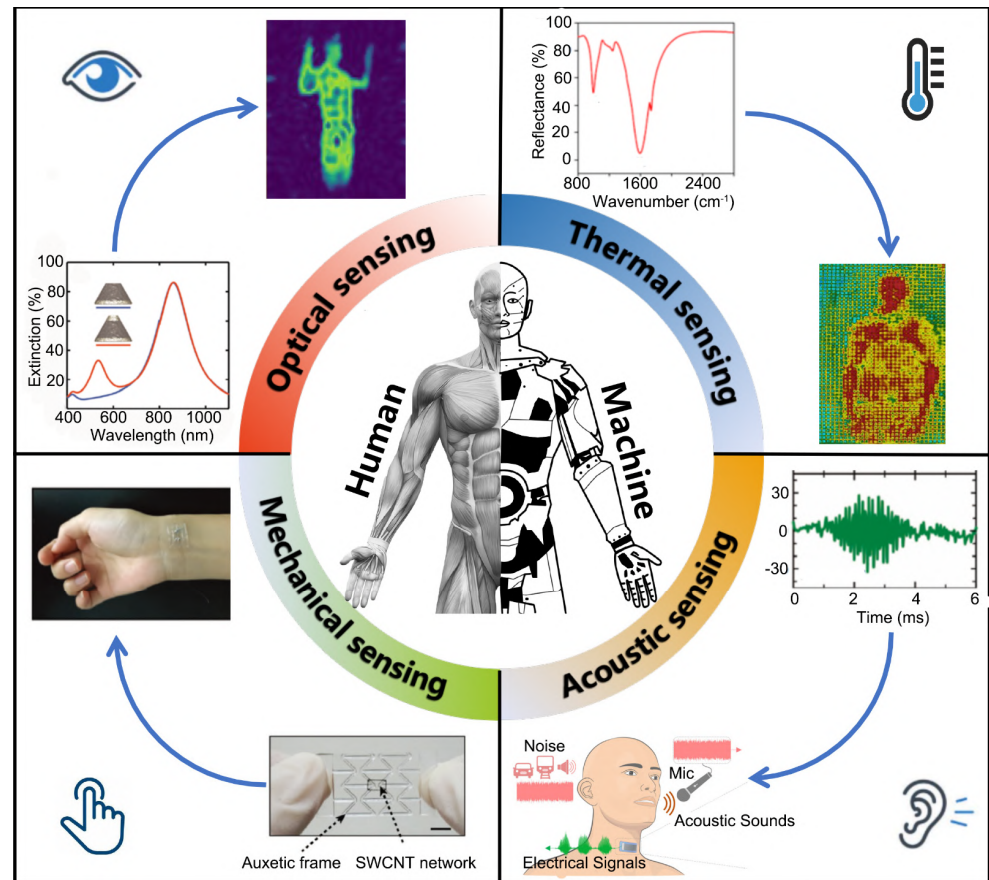 100
80
60
40
20
0
Reflectance (%)
800
1600
2400
Wavenumber (cm-1)
Optical sensing
Thermal sensing
100
80
60
40
20
Extinction (%)
400
600
800
1000
Wavelength (nm)
Human
Machine
Mechanical sensing
Acoustic sensing
30
0
-30
0
2
4
6
Time (ms)
Noise
Mic
Acoustic Sounds
Electrical Signals
Auxetic frame
SWCNT network